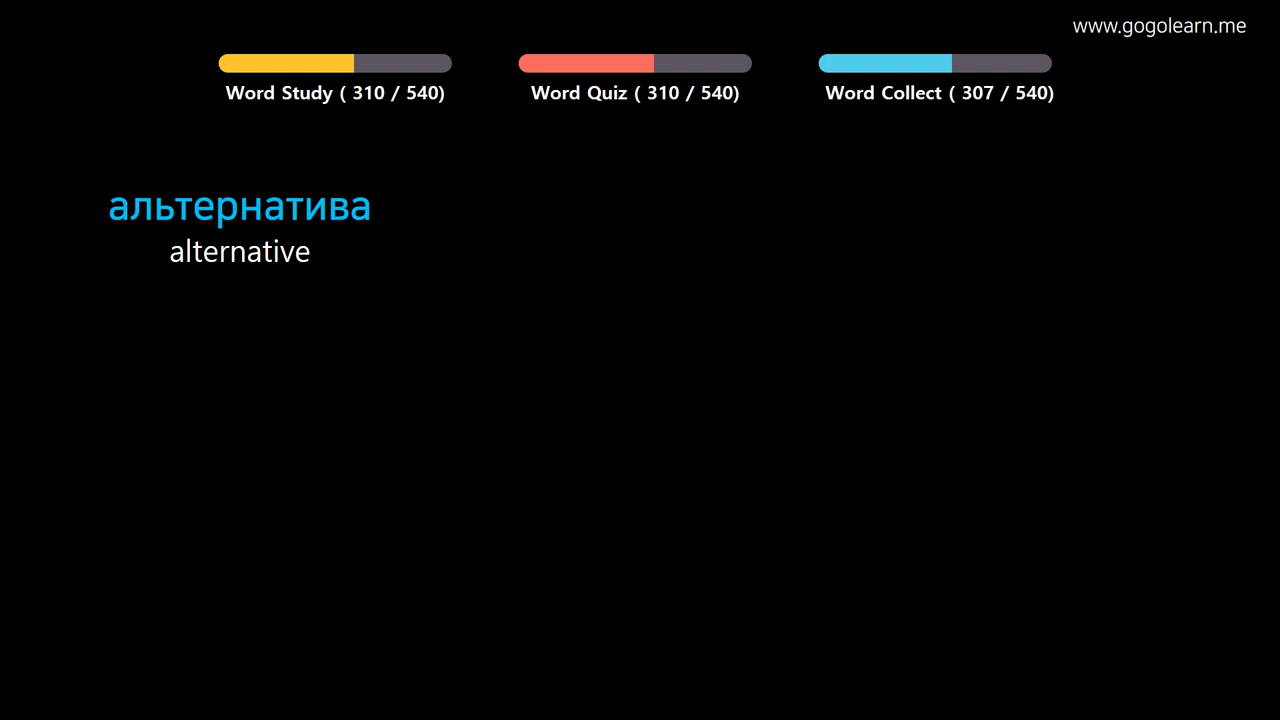 www.gogolearn.me
Word Study ( 310 / 540)
Word Quiz ( 310 / 540)
Word Collect ( 307 / 540)
альтернатива
alternative